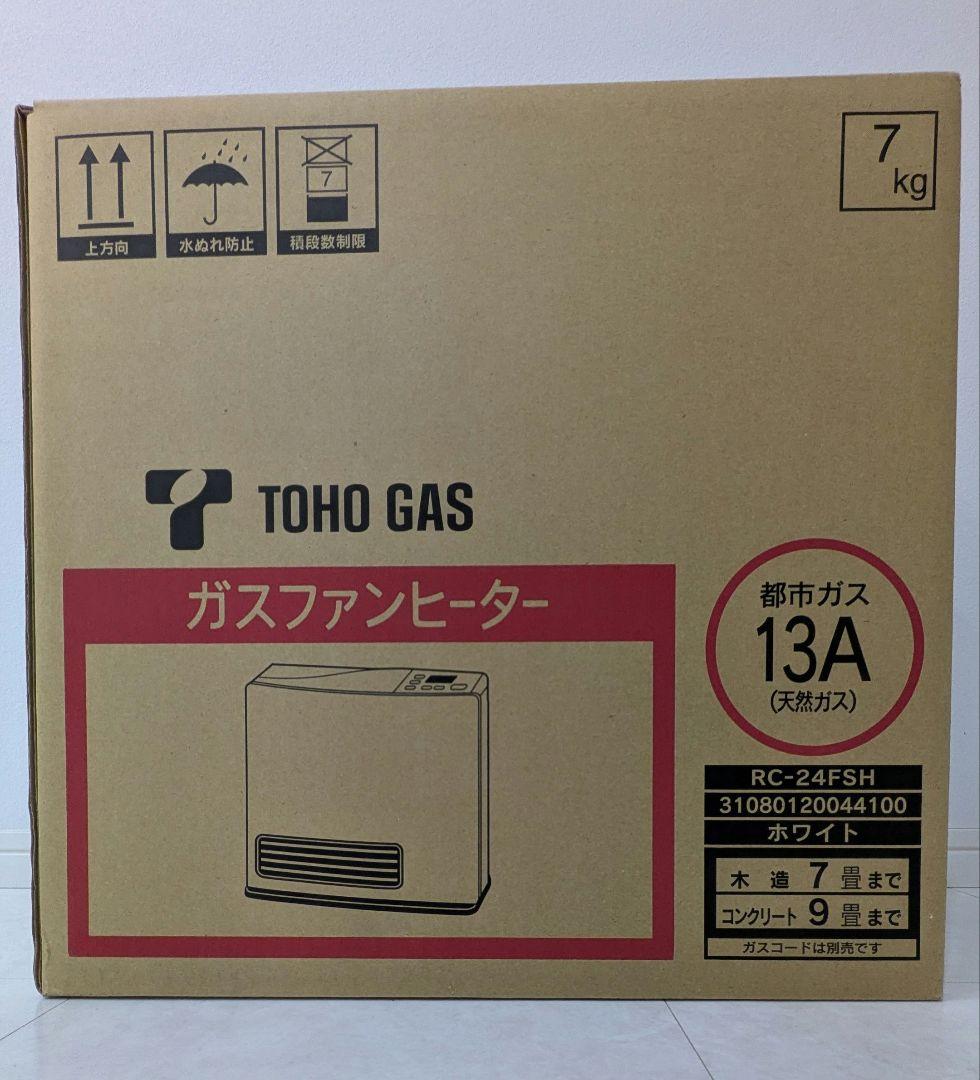 7
kg
7
上方向
水ぬれ防止
積段数制限
TOHO GAS
ガスファンヒーター
都市ガス
13A
(天然ガス)
RC-24FSH
31080120044100
ホワイト
木造 7畳まで
コンクリート 9畳まで
ガスコードは別売です